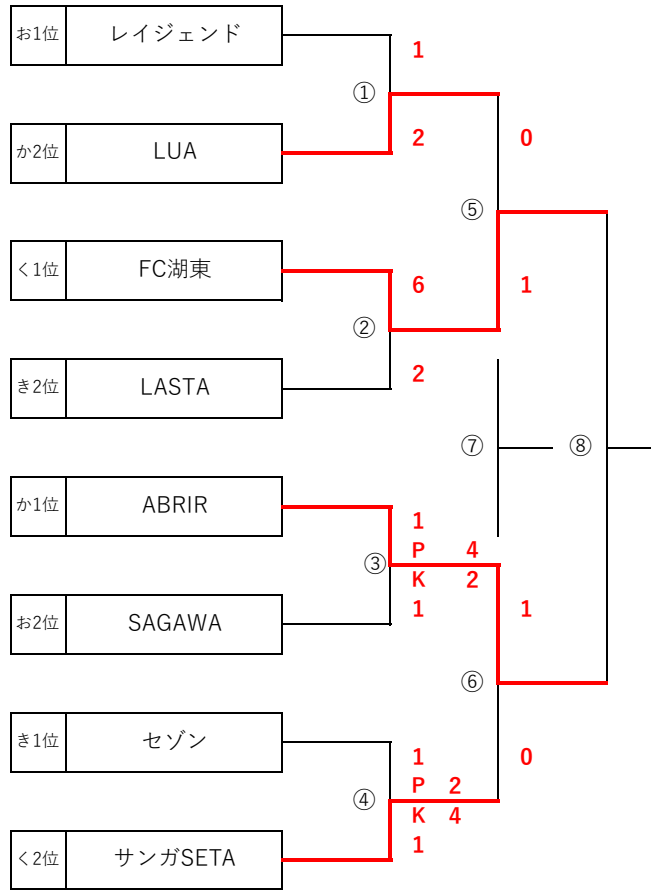 お1位 レイジェンド
1
①
か2位 LUA
2
0
⑤
く1位 FC湖東
6
1
②
き2位 LASTA
2
⑦
⑧
か1位 ABRIR
1
P 4
③
K 2
お2位 SAGAWA
1
1
⑥
き1位 セゾン
1
0
P 2
④
K 4
1
く2位 サンガSETA